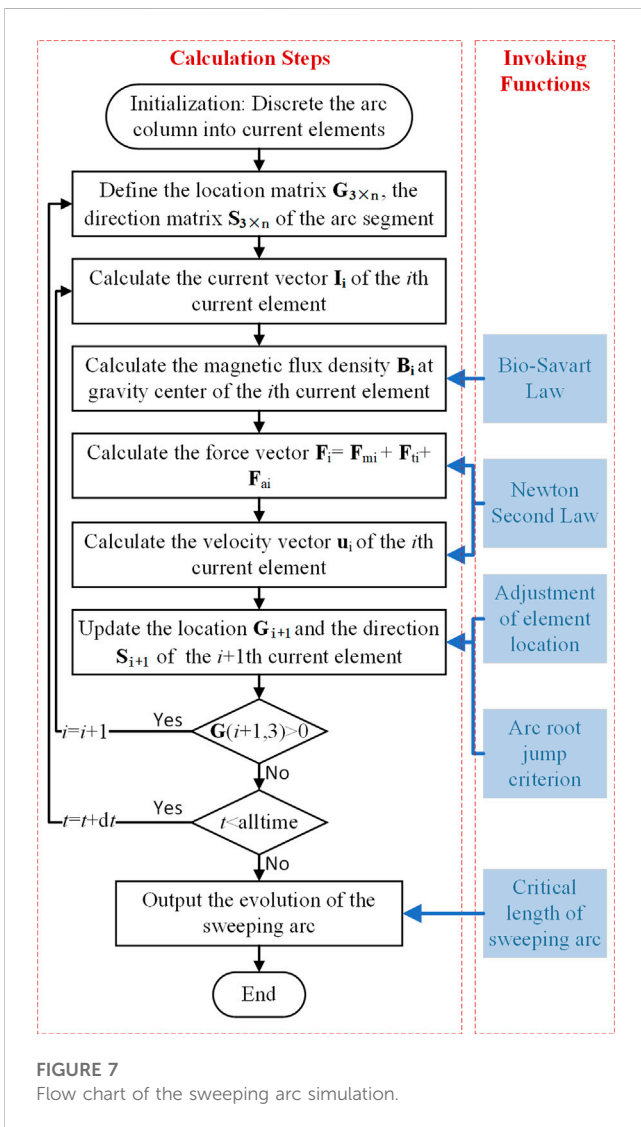 Calculation Steps
Invoking
Functions
Initialization: Discrete the arc
column into current elements
Define the location matrix G3×n, the
direction matrix S3×n of the arc segment
Calculate the current vector Ii of the ith
current element
Calculate the magnetic flux density Bi at
gravity center of the ith current element
Bio-Savart
Law
Calculate the force vector Fi= Fmi + Fti+
Fai
Newton
Second Law
Calculate the velocity vector ui of the ith
current element
Update the location Gi+1 and the direction
Si+1 of the i+1th current element
Adjustment
of element
location
Arc root
jump
criterion
i=i+1
Yes
G(i+1,3)>0
No
t=t+dt
Yes
t<alltime
No
Output the evolution of the
sweeping arc
Critical
length of
sweeping arc
End
FIGURE 7
Flow chart of the sweeping arc simulation.